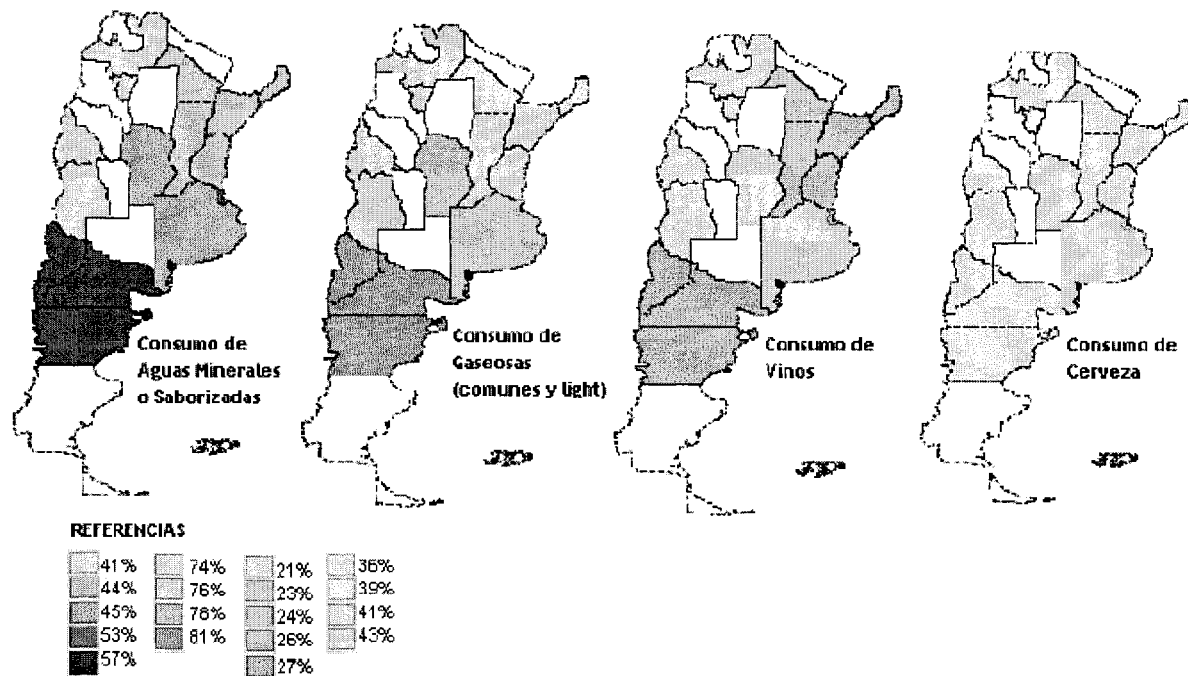 Consumo de
Aguas Minerales
o Saborizadas
Consumo de
Gaseosas
(comunes y light)
Consumo de
Vinos
Consumo de
Cerveza
REFERENCIAS
41%
44%
45%
53%
57%
74%
76%
78%
81%
21%
23%
24%
26%
27%
36%
39%
41%
43%